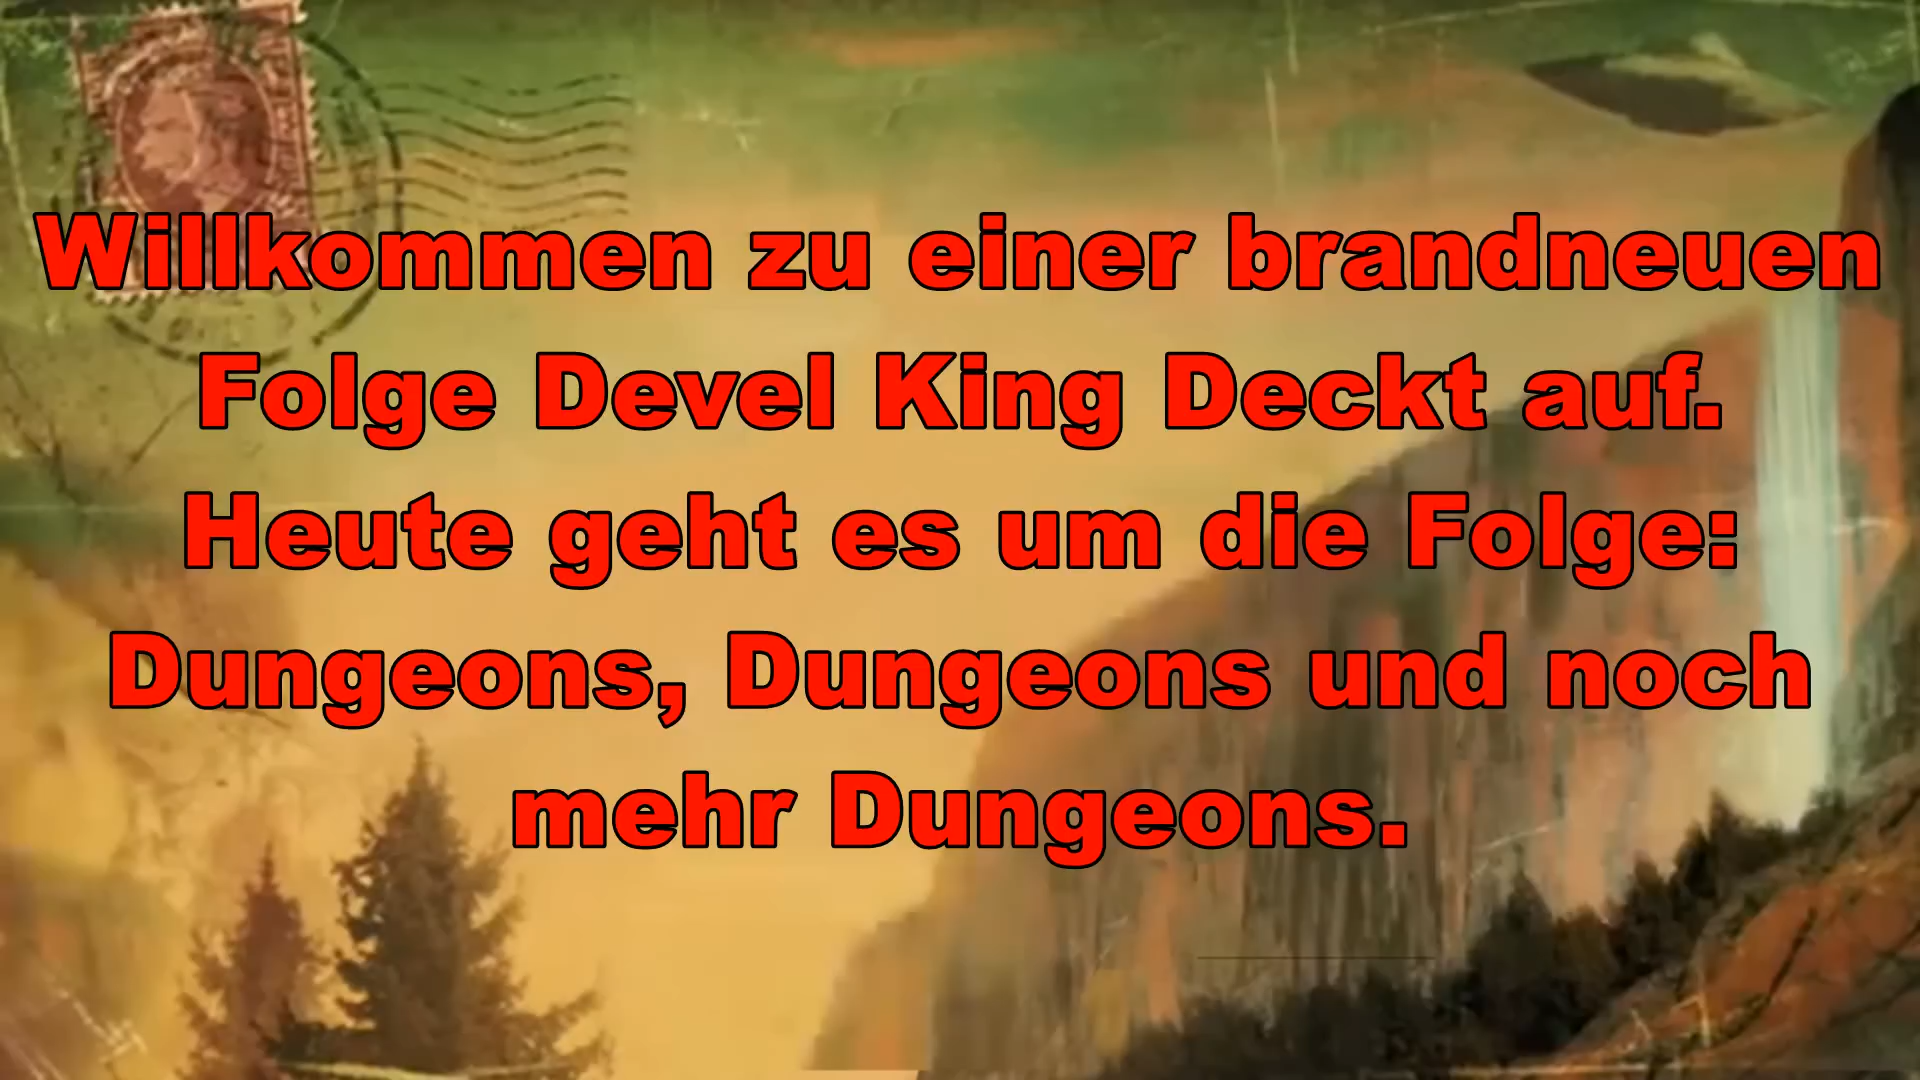 Willkommen zu einer brandneuen
Folge Devel King Deckt auf.
Heute geht es um die Folge:
Dungeons, Dungeons und noch
mehr Dungeons.